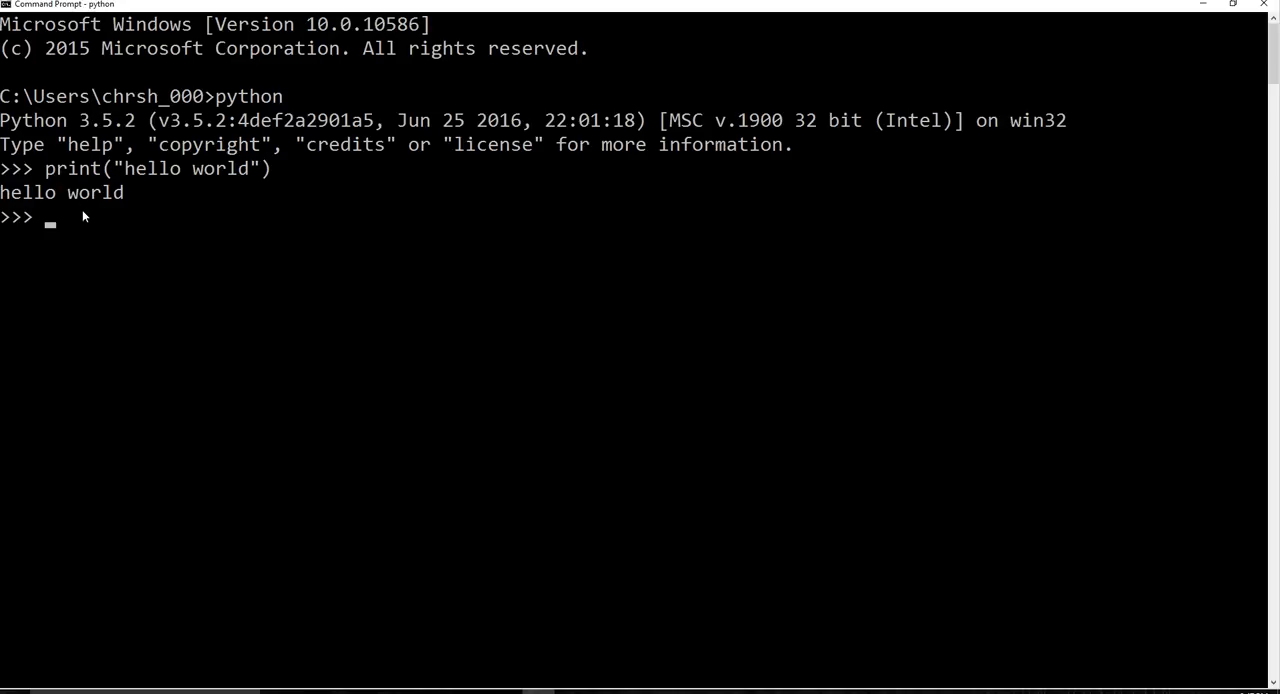 Command Prompt - python
Microsoft Windows [Version 10.0.10586]
(c) 2015 Microsoft Corporation. All rights reserved.
C:\Users\chrsh_000>python
Python 3.5.2 (v3.5.2:4def2a2901a5, Jun 25 2016, 22:01:18) [MSC v.1900 32 bit (Intel)] on win32
Type "help", "copyright", "credits" or "license" for more information.
>>> print("hello world")
hello world
>>>